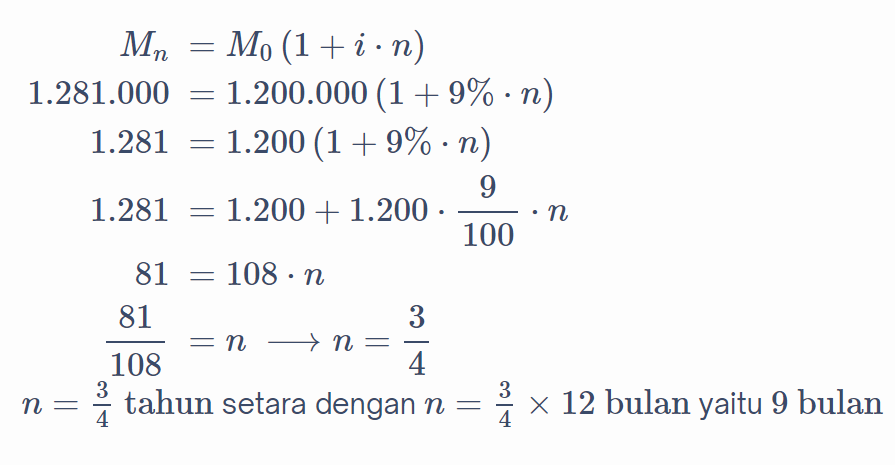 Mₙ = M₀ (1 + i · n)
1.281.000 = 1.200.000 (1 + 9% · n)
1.281 = 1.200 (1 + 9% · n)
1.281 = 1.200 + 1.200 · 9/100 · n
81 = 108 · n
81/108 = n ⟶ n = 3/4
n = 3/4 tahun setara dengan n = 3/4 × 12 bulan yaitu 9 bulan